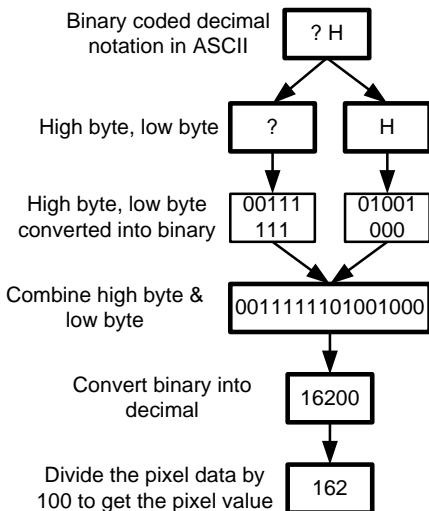 Binary coded decimal
notation in ASCII
? H
High byte, low byte
?
H
High byte, low byte
converted into binary
00111
111
01001
000
Combine high byte &
low byte
0011111101001000
Convert binary into
decimal
16200
Divide the pixel data by
100 to get the pixel value
162